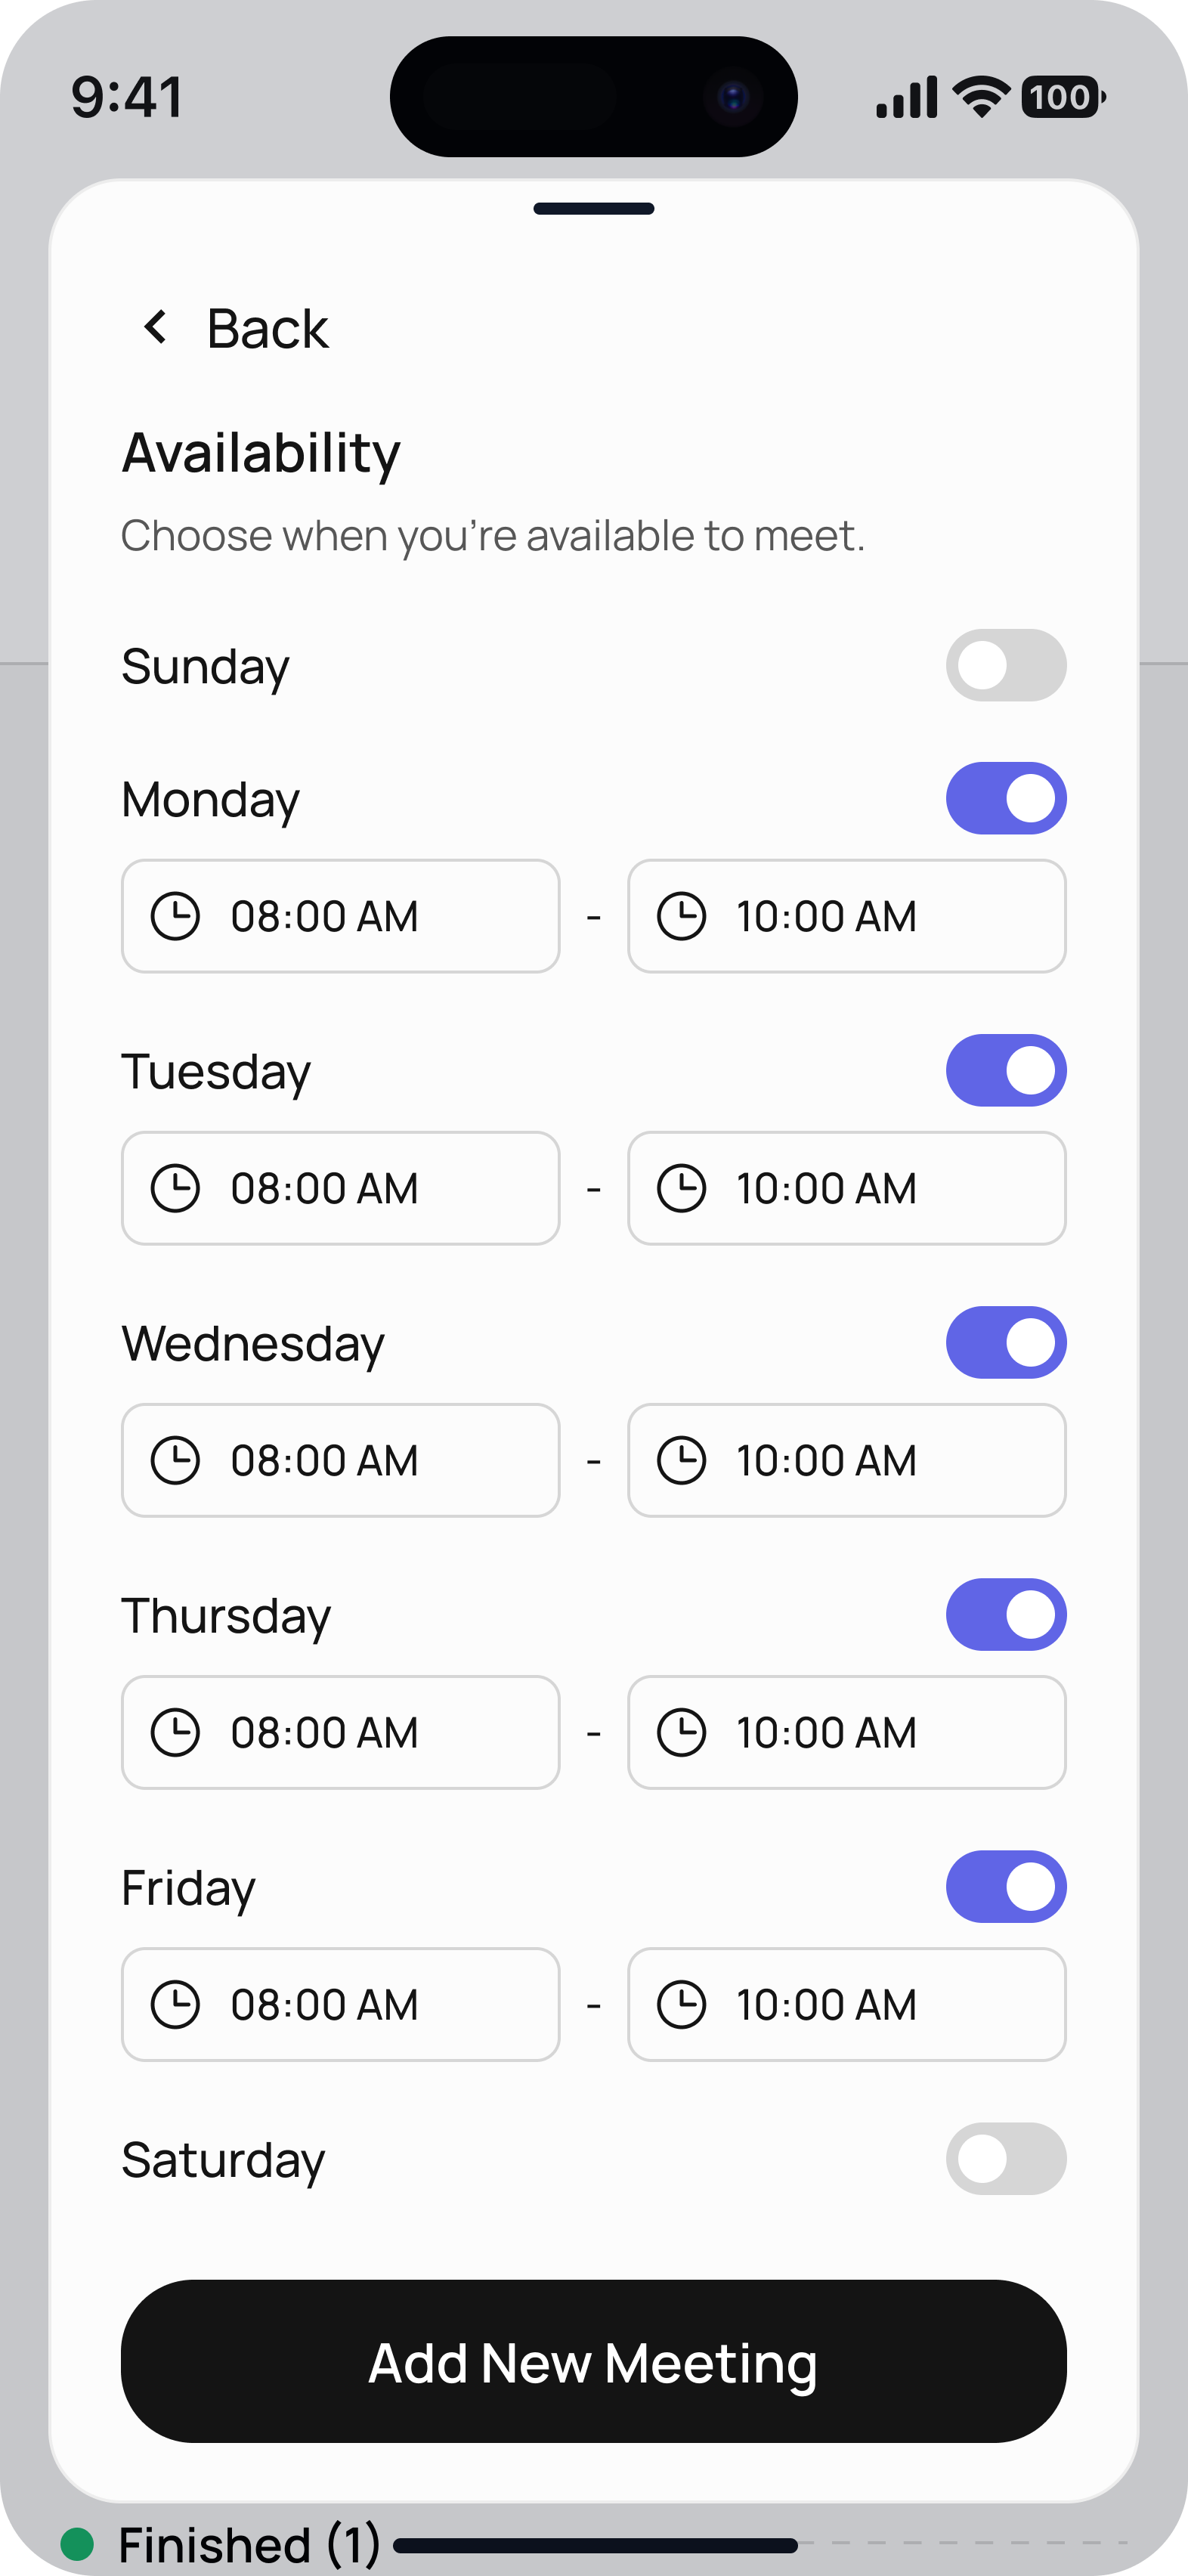 9:41
100
Back
Availability
Choose when you're available to meet.
Sunday
Monday
08:00 AM - 10:00 AM
Tuesday
08:00 AM - 10:00 AM
Wednesday
08:00 AM - 10:00 AM
Thursday
08:00 AM - 10:00 AM
Friday
08:00 AM - 10:00 AM
Saturday
Add New Meeting
Finished (1)